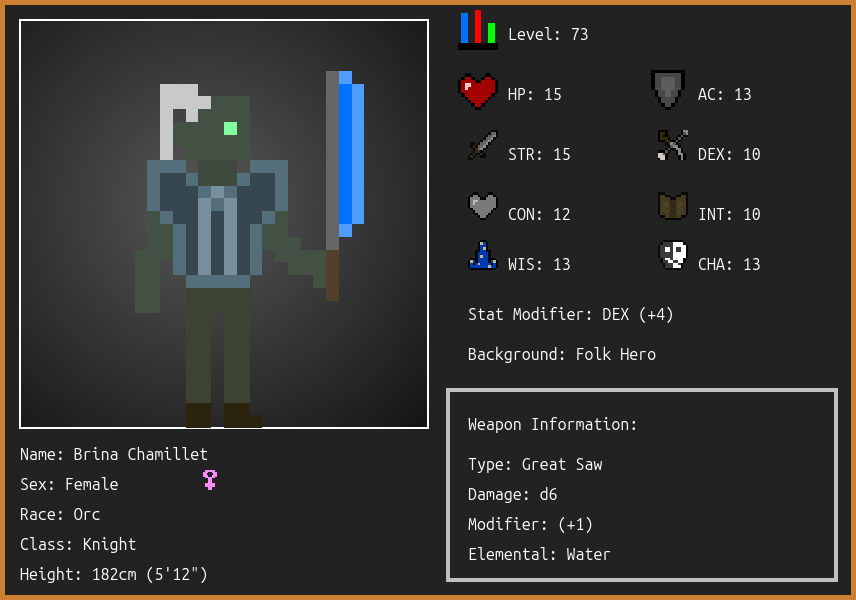 Level: 73
HP: 15
AC: 13
STR: 15
DEX: 10
CON: 12
INT: 10
WIS: 13
CHA: 13
Stat Modifier: DEX (+4)
Background: Folk Hero
Weapon Information:
Type: Great Saw
Damage: d6
Modifier: (+1)
Elemental: Water
Name: Brina Chamillet
Sex: Female
Race: Orc
Class: Knight
Height: 182cm (5'12")